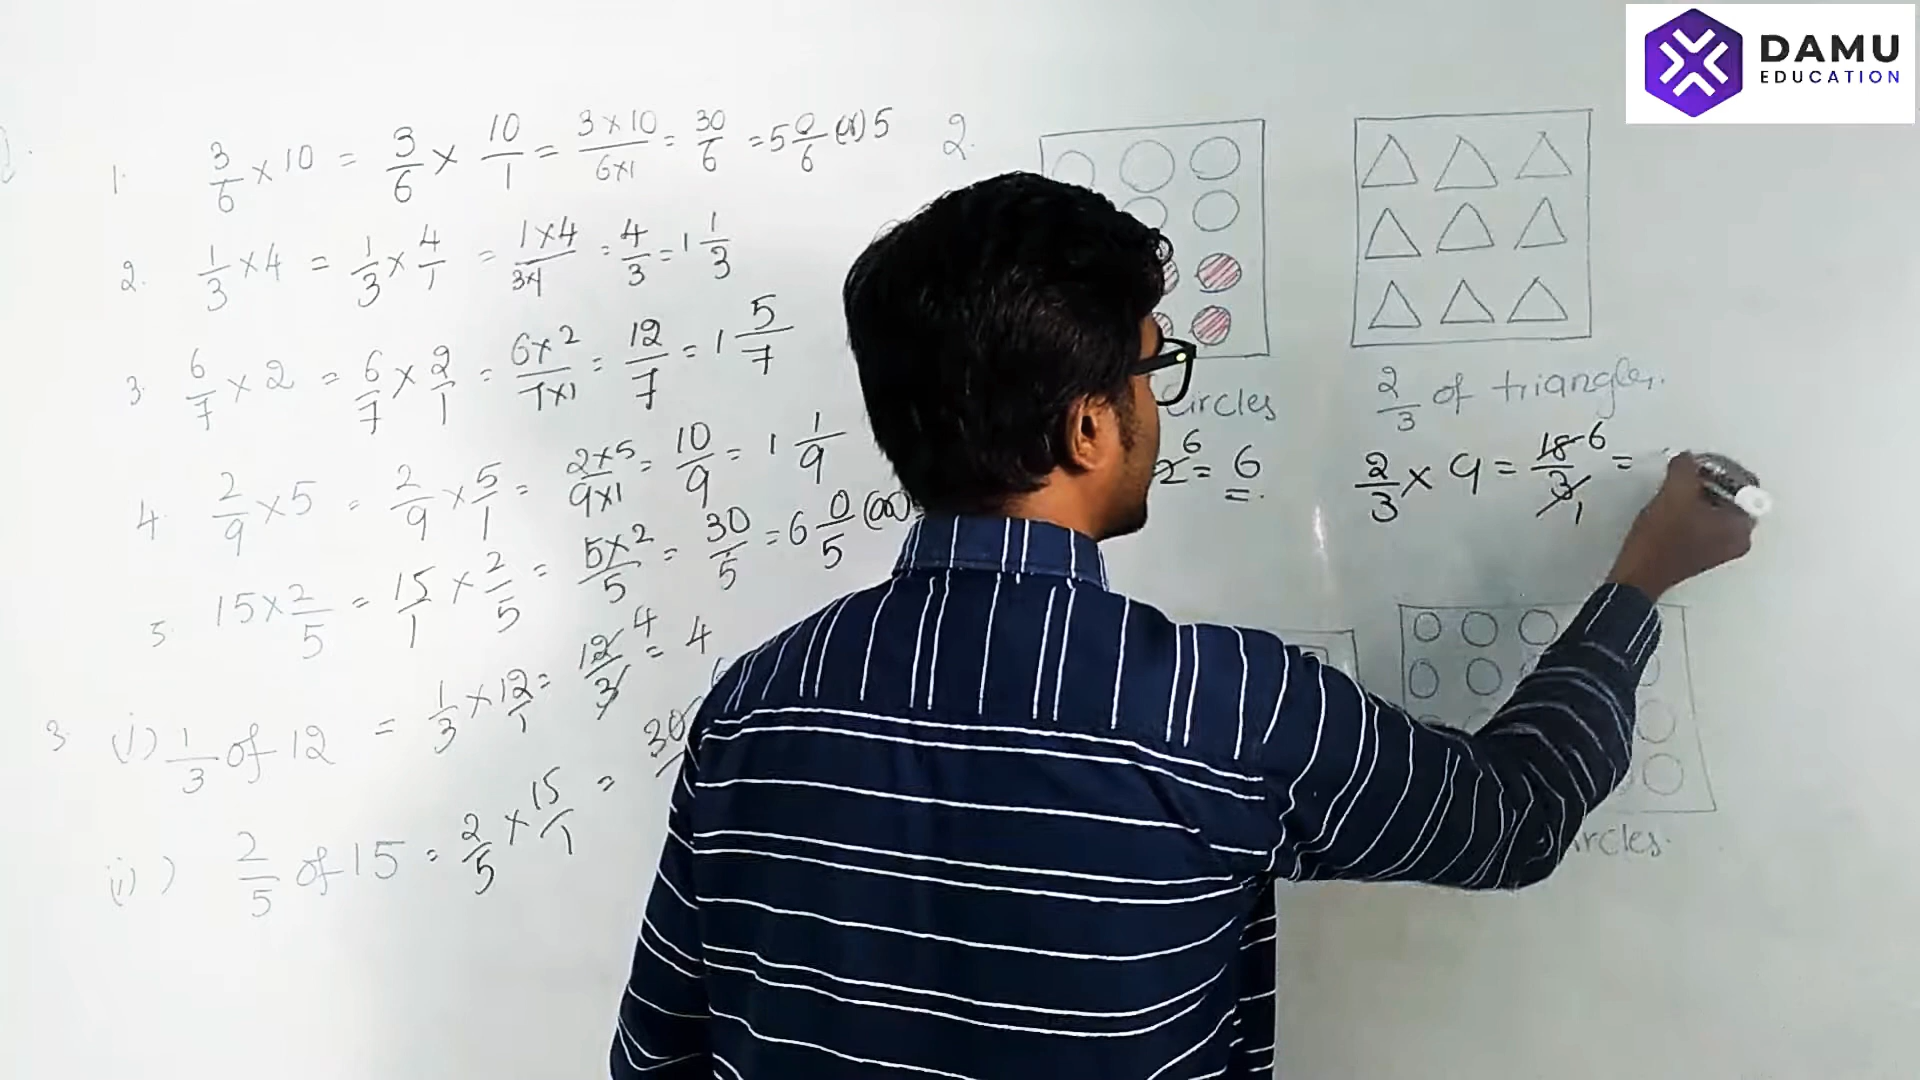 DAMU
EDUCATION
1. 3/6 × 10 = 3/6 × 10/1 = 3×10/6×1 = 30/6 = 5 0/6 (or) 5
2. 1/3 × 4 = 1/3 × 4/1 = 1×4/3×1 = 4/3 = 1 1/3
3. 6/7 × 2 = 6/7 × 2/1 = 6×2/7×1 = 12/7 = 1 5/7
4. 2/9 × 5 = 2/9 × 5/1 = 2×5/9×1 = 10/9 = 1 1/9
5. 15 × 2/5 = 15/1 × 2/5 = 5×2/5 = 30/5 = 6 0/5 (or)
3. (i) 1/3 of 12 = 1/3 × 12/1 = 12/3 4 = 4
(ii) 2/5 of 15 = 2/5 × 15/1 = 30
2.
circles
2 6 = 6
2/3 of triangles.
2/3 × 9 = 18/3 6 1 =
circles.